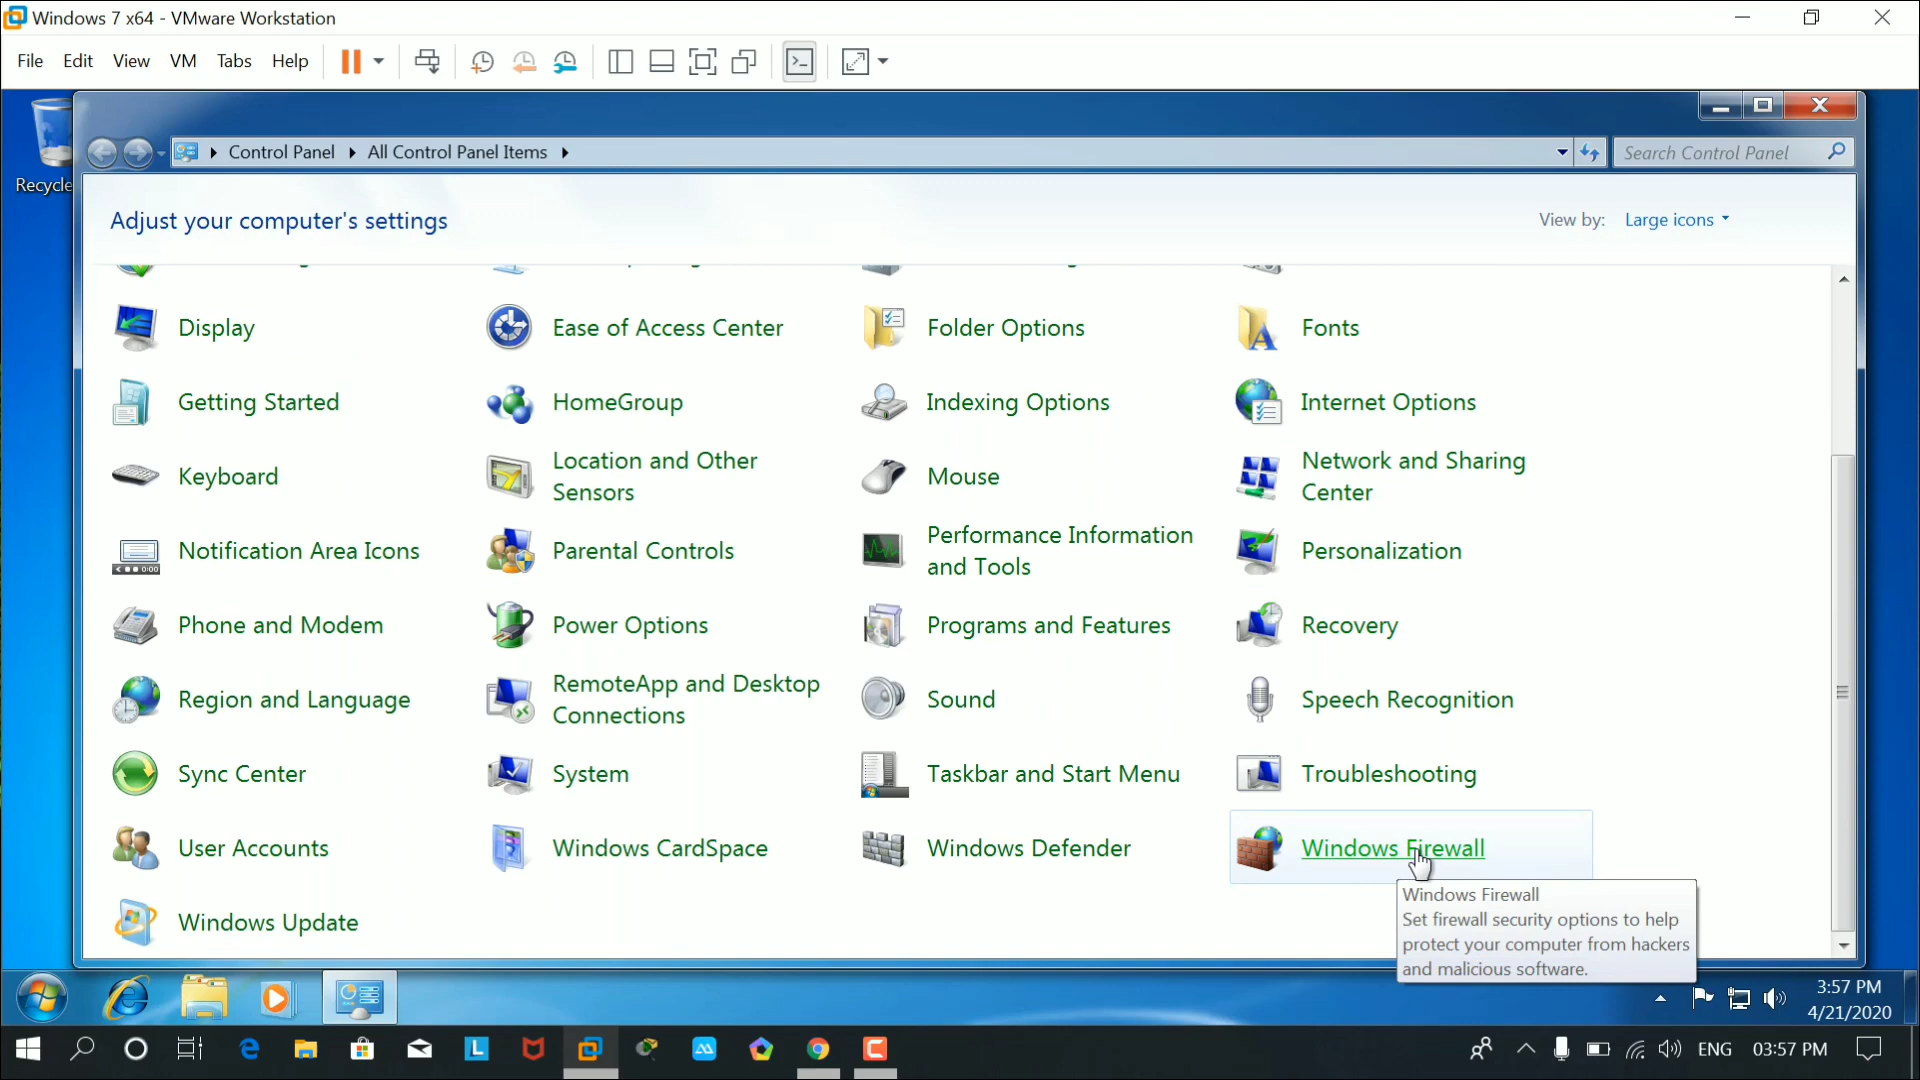 Windows 7 x64 - VMware Workstation
File Edit View VM Tabs Help
Recycle
Control Panel All Control Panel Items
Search Control Panel
Adjust your computer's settings
View by: Large icons
Display
Ease of Access Center
Folder Options
Fonts
Getting Started
HomeGroup
Indexing Options
Internet Options
Keyboard
Location and Other
Sensors
Mouse
Network and Sharing
Center
Notification Area Icons
Parental Controls
Performance Information
and Tools
Personalization
Phone and Modem
Power Options
Programs and Features
Recovery
Region and Language
RemoteApp and Desktop
Connections
Sound
Speech Recognition
Sync Center
System
Taskbar and Start Menu
Troubleshooting
User Accounts
Windows CardSpace
Windows Defender
Windows Firewall
Windows Firewall
Set firewall security options to help
protect your computer from hackers
and malicious software.
Windows Update
3:57 PM
4/21/2020
ENG 03:57 PM